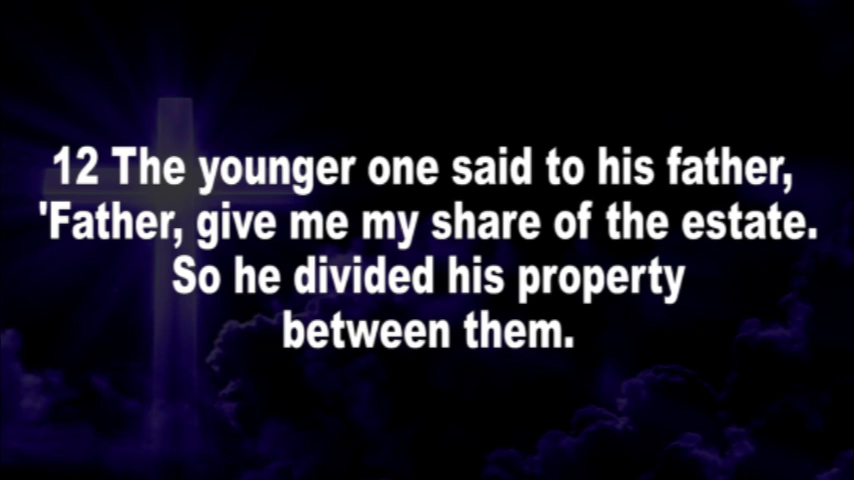 12 The younger one said to his father,
'Father, give me my share of the estate.
So he divided his property
between them.